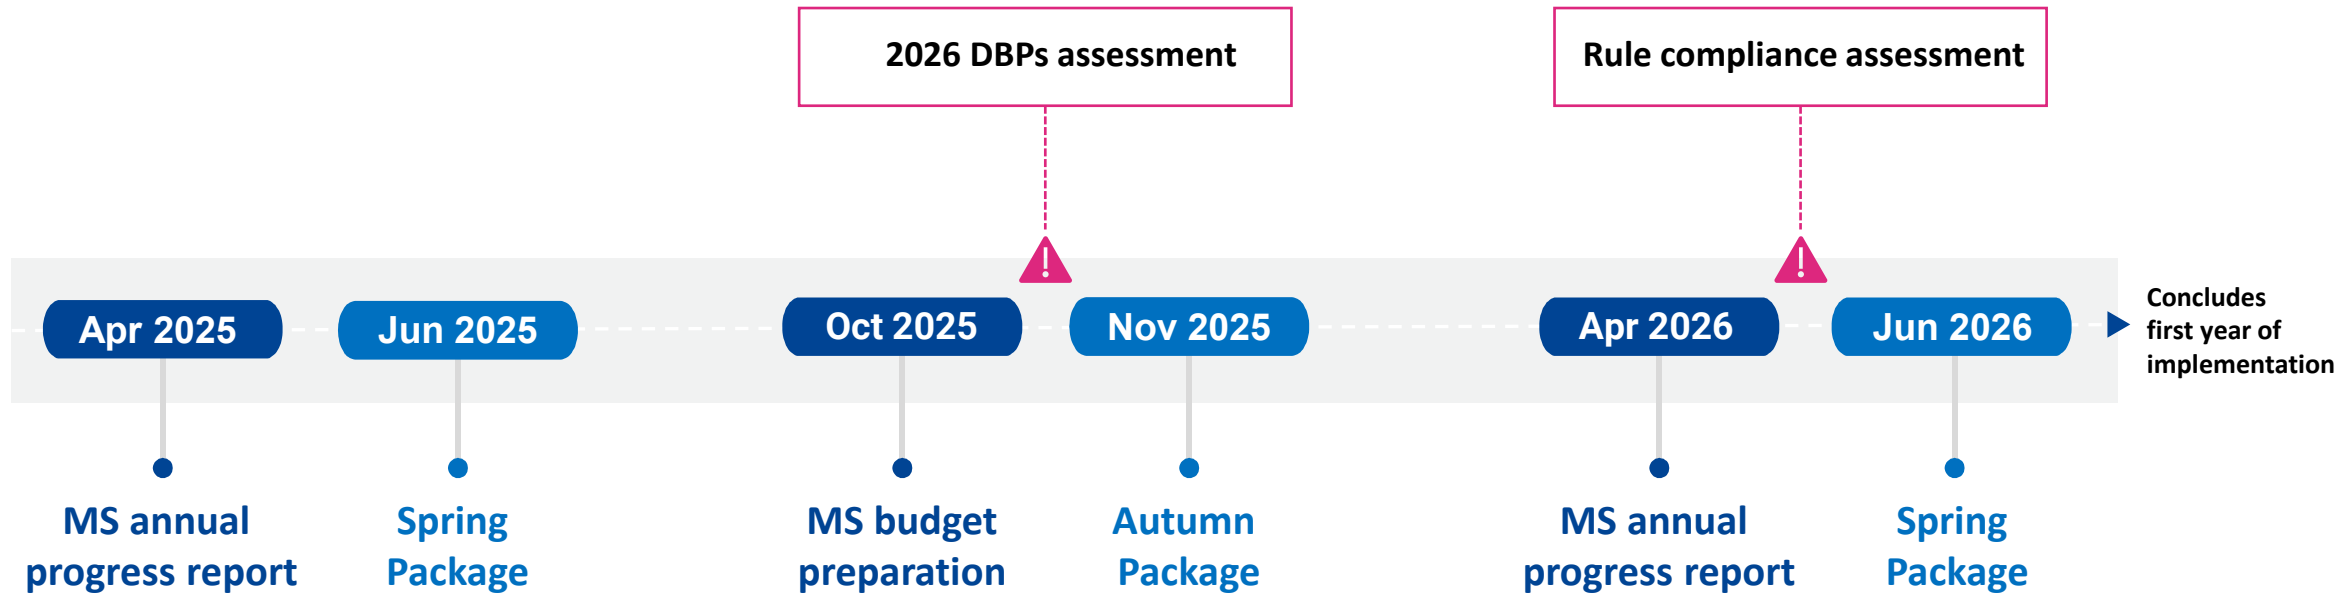 2026 DBPs assessment
Rule compliance assessment
Apr 2025
Jun 2025
Oct 2025
Nov 2025
Apr 2026
Jun 2026
Concludes
first year of
implementation
MS annual
progress report
Spring
Package
MS budget
preparation
Autumn
Package
MS annual
progress report
Spring
Package